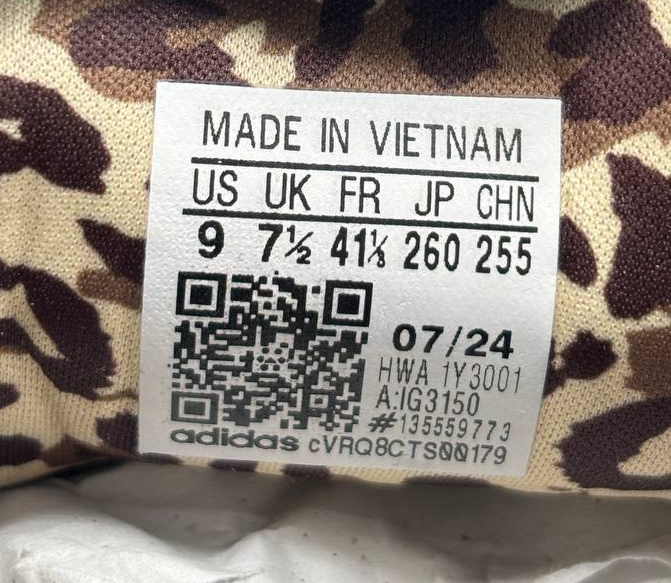 MADE IN VIETNAM
US UK FR JP CHN
9 7½ 41⅓ 260 255
07/24
HWA 1Y3001
A:IG3150
#135559773
adidas cVRQ8CTS00179